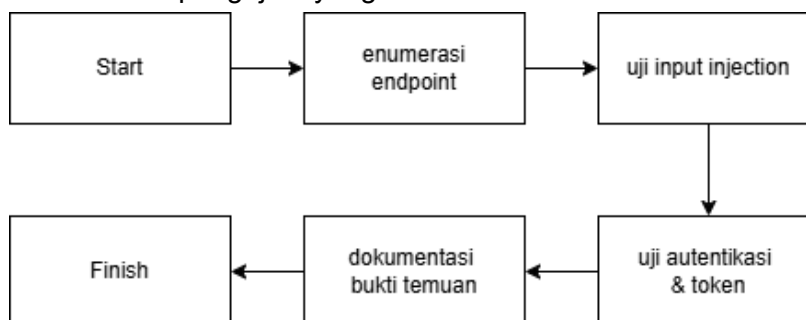 Start
enumerasi
endpoint
uji input injection
uji autentikasi
& token
dokumentasi
bukti temuan
Finish